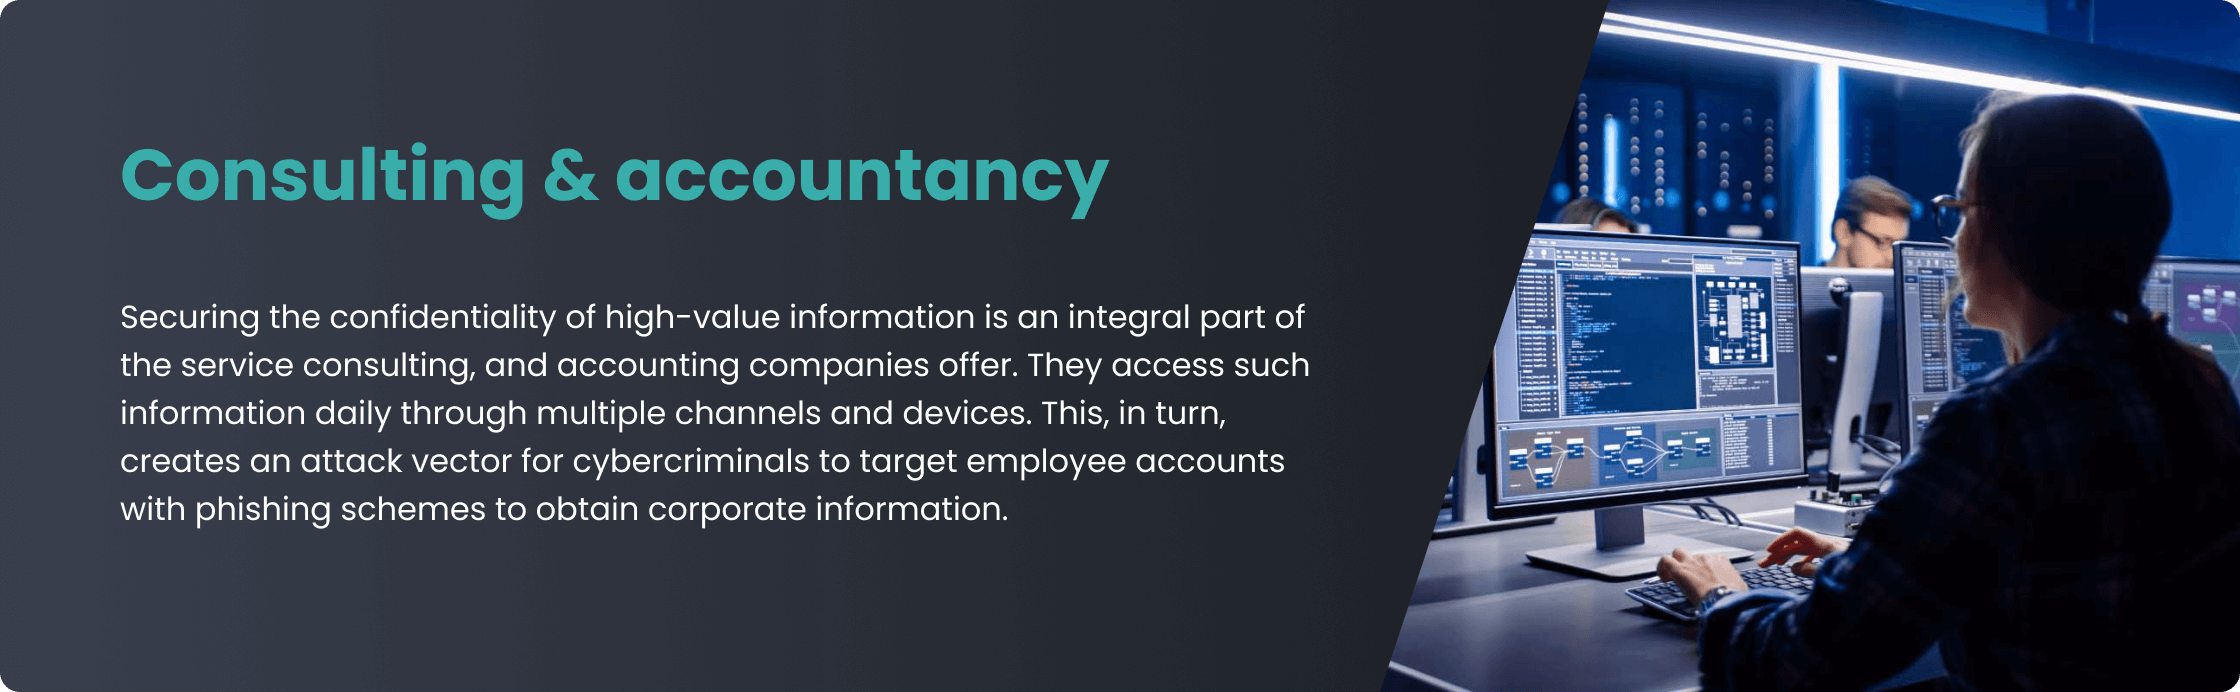 Consulting & accountancy
Securing the confidentiality of high-value information is an integral part of
the service consulting, and accounting companies offer. They access such
information daily through multiple channels and devices. This, in turn,
creates an attack vector for cybercriminals to target employee accounts
with phishing schemes to obtain corporate information.